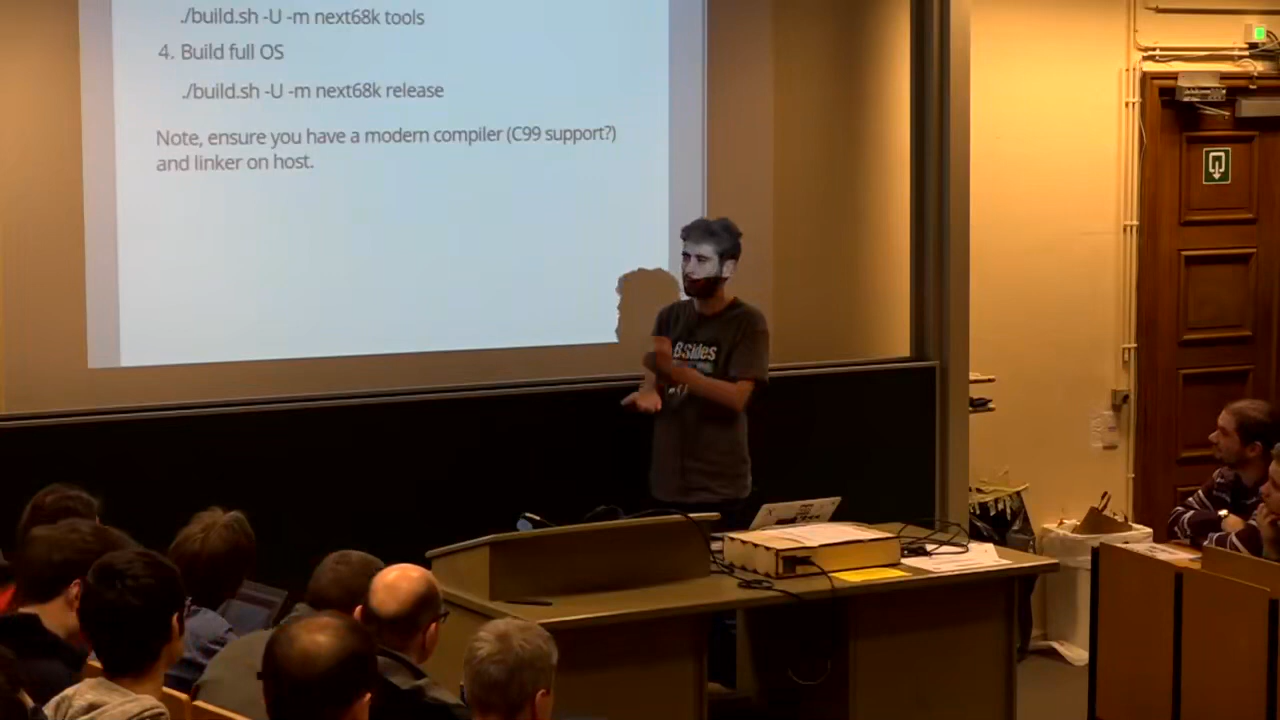 ./build.sh -U -m next68k tools
4. Build full OS
./build.sh -U -m next68k release
Note, ensure you have a modern compiler (C99 support?)
and linker on host.
BSides